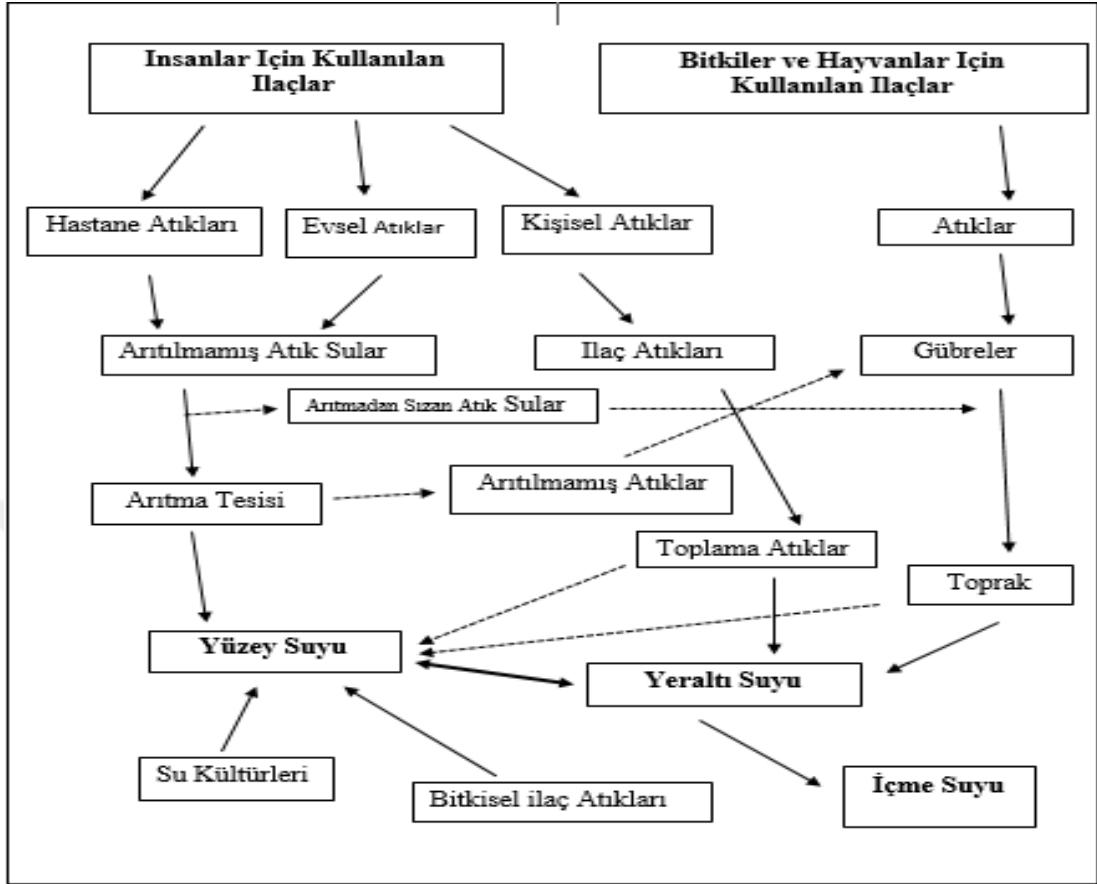 Insanlar Için Kullanılan
Ilaçlar
Bitkiler ve Hayvanlar Için
Kullanılan Ilaçlar
Hastane Atıkları
Evsel Atıklar
Kişisel Atıklar
Atıklar
Arıtılmamış Atık Sular
Ilaç Atıkları
Gübreler
Arıtmadan Sızan Atık Sular
Arıtma Tesisi
Arıtılmamış Atıklar
Toplama Atıklar
Toprak
Yüzey Suyu
Yeraltı Suyu
Su Kültürleri
Bitkisel ilaç Atıkları
İçme Suyu